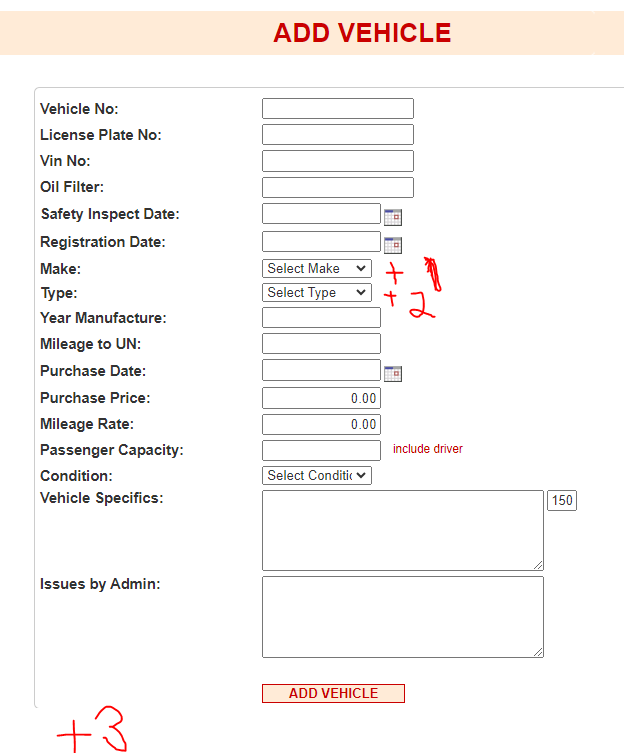 ADD VEHICLE
Vehicle No:
License Plate No:
Vin No:
Oil Filter:
Safety Inspect Date:
Registration Date:
Make: Select Make + 1
Type: Select Type + 2
Year Manufacture:
Mileage to UN:
Purchase Date:
Purchase Price: 0.00
Mileage Rate: 0.00
Passenger Capacity: include driver
Condition: Select Conditic
Vehicle Specifics: 150
Issues by Admin:
ADD VEHICLE
+3